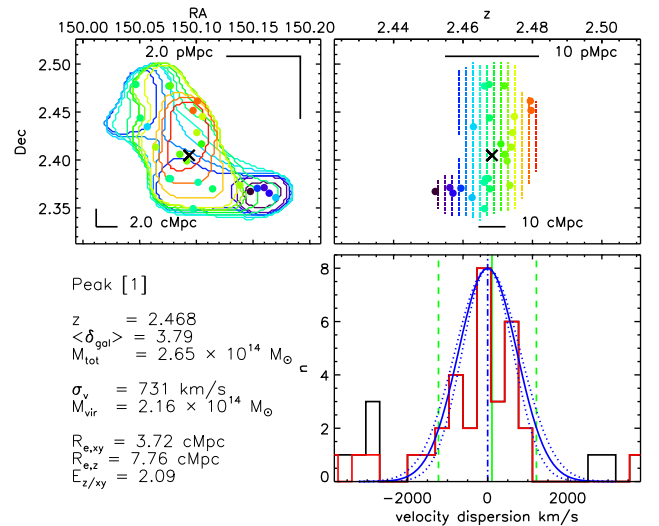 RA
z
150.00 150.05 150.10 150.15 150.20
2.44 2.46 2.48 2.50
2.0 pMpc
10 pMpc
2.50
2.45
Dec
2.40
2.35
2.0 cMpc
10 cMpc
Peak [1]
z = 2.468
<δgal> = 3.79
Mtot = 2.65 × 10^14 M⊙
σv = 731 km/s
Mvir = 2.16 × 10^14 M⊙
Re,xy = 3.72 cMpc
Re,z = 7.76 cMpc
Ez/xy = 2.09
8
6
n
4
2
0
-2000 0 2000
velocity dispersion km/s